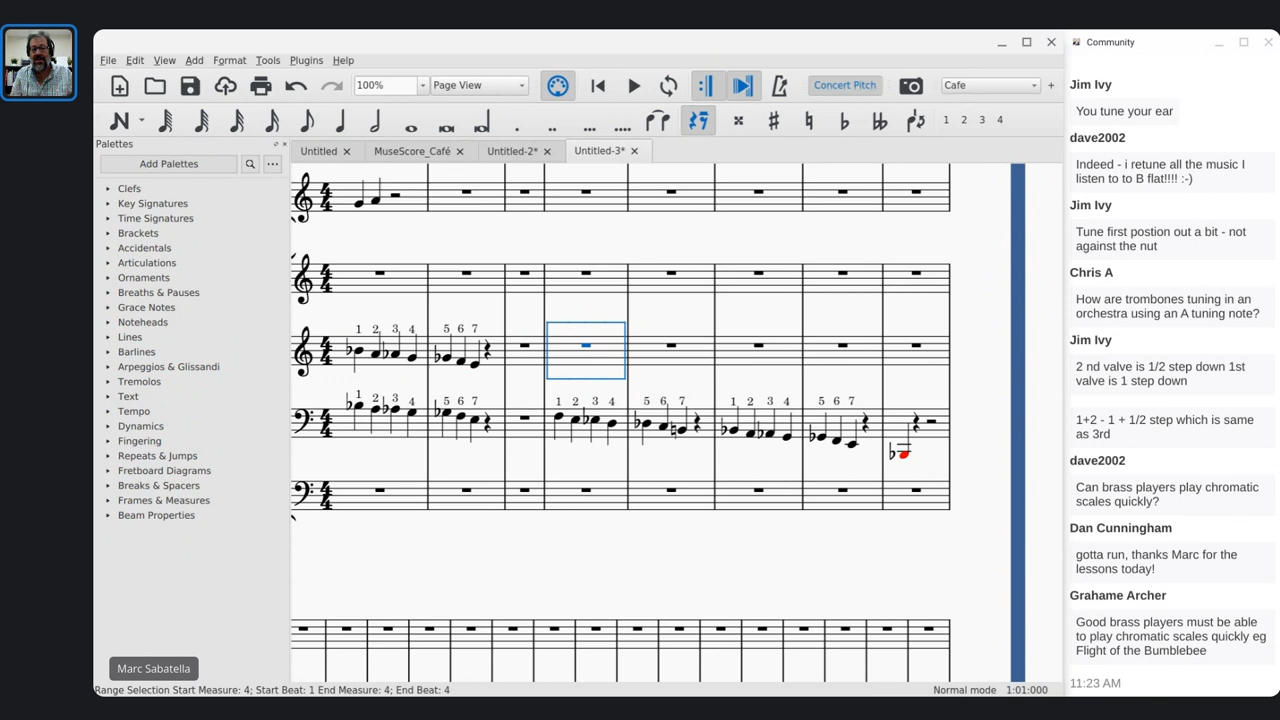 Community
File Edit View Add Format Tools Plugins Help
100% Page View Concert Pitch Cafe +
1 2 3 4
Palettes
Untitled MuseScore_Café Untitled-2* Untitled-3*
Add Palettes ...
Clefs
Key Signatures
Time Signatures
Brackets
Accidentals
Articulations
Ornaments
Breaths & Pauses
Grace Notes
Noteheads
Lines
Barlines
Arpeggios & Glissandi
Tremolos
Text
Tempo
Dynamics
Fingering
Repeats & Jumps
Fretboard Diagrams
Breaks & Spacers
Frames & Measures
Beam Properties
1 2 3 4 5 6 7
1 2 3 4 5 6 7 1 2 3 4 5 6 7 1 2 3 4 5 6 7
Marc Sabatella
Range Selection Start Measure: 4; Start Beat: 1 End Measure: 4; End Beat: 4
Normal mode 1:01:000
Jim Ivy
You tune your ear
dave2002
Indeed - i retune all the music I
listen to to B flat!!!! :-)
Jim Ivy
Tune first postion out a bit - not
against the nut
Chris A
How are trombones tuning in an
orchestra using an A tuning note?
Jim Ivy
2 nd valve is 1/2 step down 1st
valve is 1 step down
1+2 - 1 + 1/2 step which is same
as 3rd
dave2002
Can brass players play chromatic
scales quickly?
Dan Cunningham
gotta run, thanks Marc for the
lessons today!
Grahame Archer
Good brass players must be able
to play chromatic scales quickly eg
Flight of the Bumblebee
11:23 AM